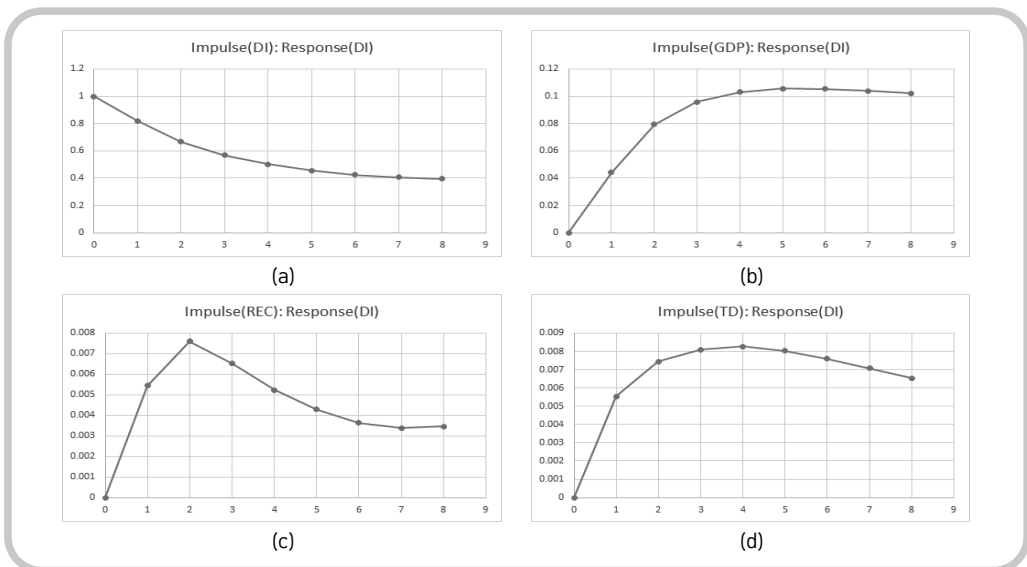 Impulse(DI): Response(DI)
1.2
1
0.8
0.6
0.4
0.2
0
0 1 2 3 4 5 6 7 8 9
(a)
Impulse(GDP): Response(DI)
0.12
0.1
0.08
0.06
0.04
0.02
0
0 1 2 3 4 5 6 7 8 9
(b)
Impulse(REC): Response(DI)
0.008
0.007
0.006
0.005
0.004
0.003
0.002
0.001
0
0 1 2 3 4 5 6 7 8 9
(c)
Impulse(TD): Response(DI)
0.009
0.008
0.007
0.006
0.005
0.004
0.003
0.002
0.001
0
0 1 2 3 4 5 6 7 8 9
(d)